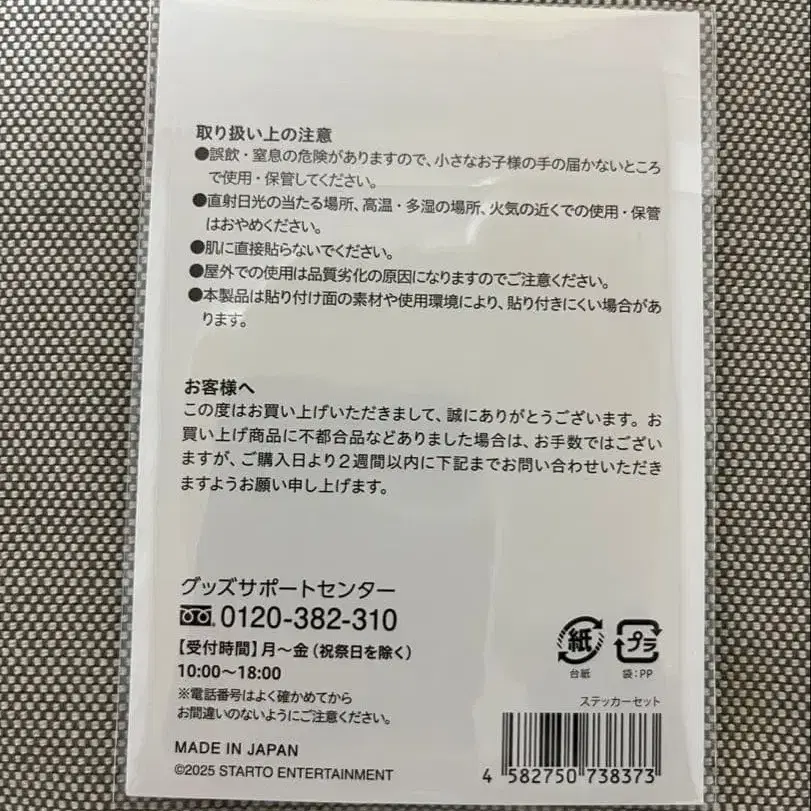 取り扱い上の注意
●誤飲・窒息の危険がありますので、小さなお子様の手の届かないところ
で使用・保管してください。
●直射日光の当たる場所、高温・多湿の場所、火気の近くでの使用・保管
はおやめください。
●肌に直接貼らないでください。
●屋外での使用は品質劣化の原因になりますのでご注意ください。
●本製品は貼り付け面の素材や使用環境により、貼り付きにくい場合があ
ります。
お客様へ
この度はお買い上げいただきまして、誠にありがとうございます。お
買い上げ商品に不都合品などありました場合は、お手数ではござい
ますが、ご購入日より2週間以内に下記までお問い合わせいただき
ますようお願い申し上げます。
グッズサポートセンター
0120-382-310
【受付時間】月〜金（祝祭日を除く）
10:00〜18:00
※電話番号はよく確かめてから
お間違いのないようにご注意ください。
MADE IN JAPAN
©2025 STARTO ENTERTAINMENT
紙
台紙
プラ
袋:PP
ステッカーセット
4 582750 738373